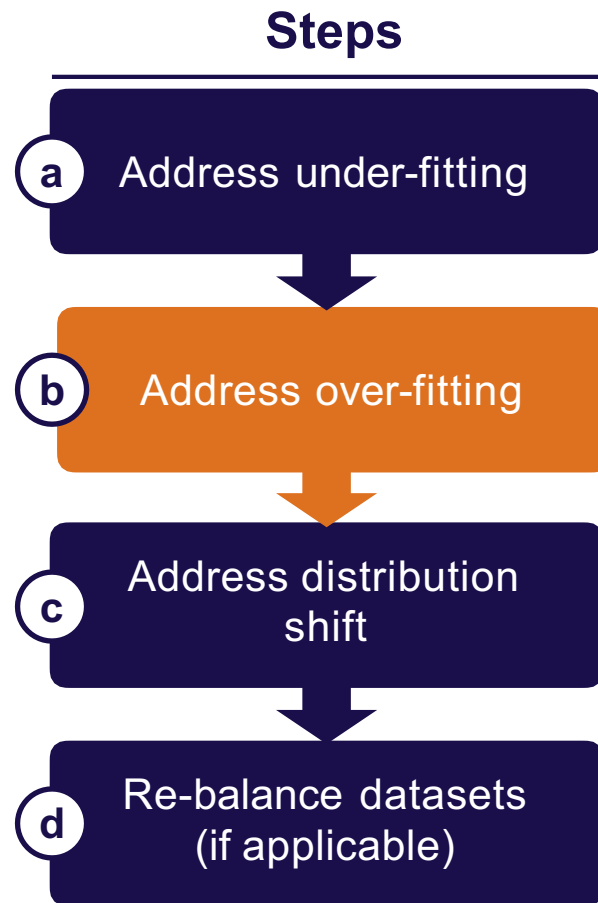 Steps
a
Address under-fitting
b
Address over-fitting
c
Address distribution
shift
d
Re-balance datasets
(if applicable)